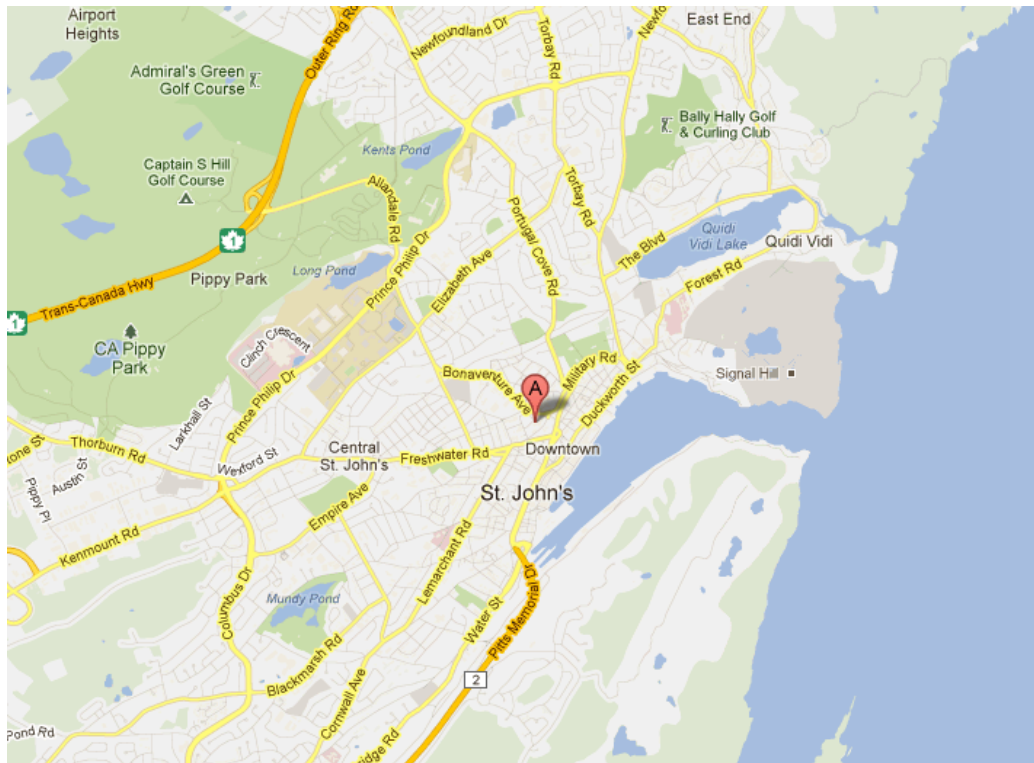 Airport
Heights
East End
Newfoundland Dr
Torbay Rd
Outer Ring Rd
Admiral's Green
Golf Course
Bally Hally Golf
& Curling Club
Kents Pond
Captain S Hill
Golf Course
Allandale Rd
Torbay Rd
Portugal Cove Rd
1
Quidi
Vidi Lake
Quidi Vidi
The Blvd
Prince Philip Dr
Elizabeth Ave
Long Pond
Pippy Park
Forest Rd
Trans-Canada Hwy
1
CA Pippy
Park
Clinch Crescent
Military Rd
Signal Hill
Bonaventure Ave
A
Duckworth St
Prince Philip Dr
Larkhall St
Thorburn Rd
Central
St. John's
Freshwater Rd
Downtown
Wexford St
Austin St
Pippy Pl
St. John's
Empire Ave
Kenmount Rd
Lemarchant Rd
Columbus Dr
Mundy Pond
Water St
Pitts Memorial Dr
2
Blackmarsh Rd
Cornwall Ave
Pond Rd